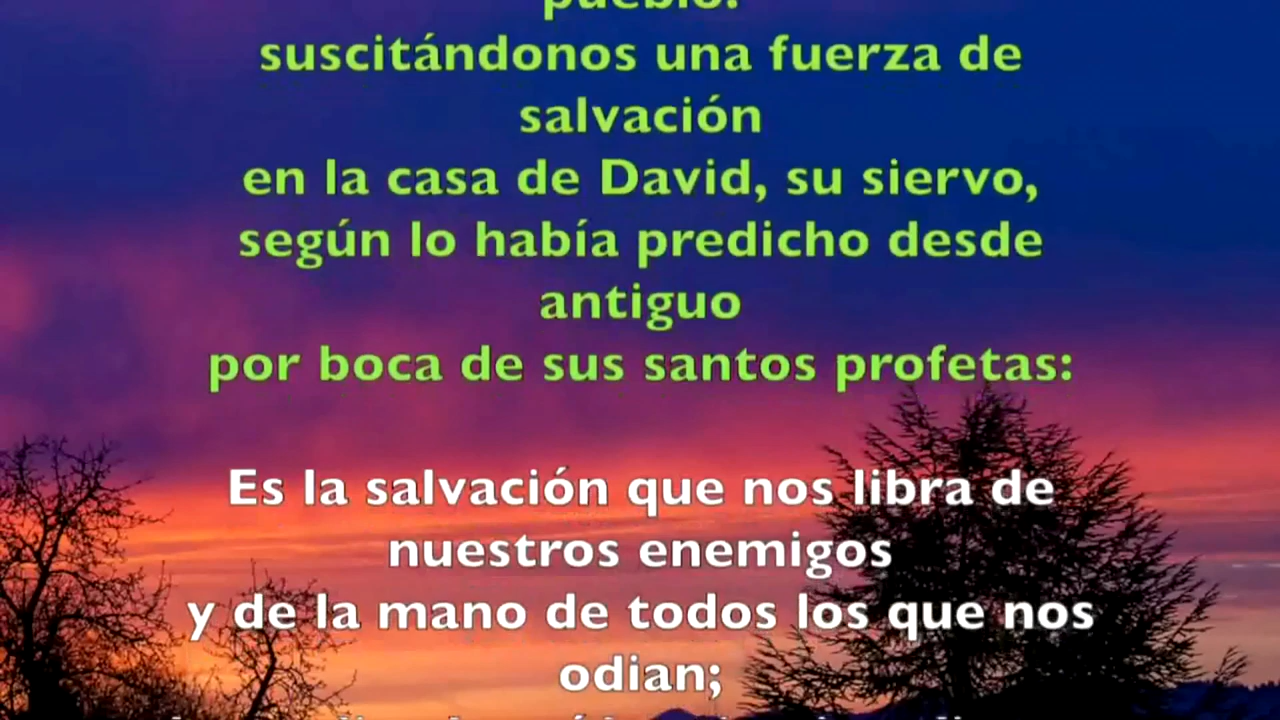 pueblo.
suscitándonos una fuerza de
salvación
en la casa de David, su siervo,
según lo había predicho desde
antiguo
por boca de sus santos profetas:
Es la salvación que nos libra de
nuestros enemigos
y de la mano de todos los que nos
odian;